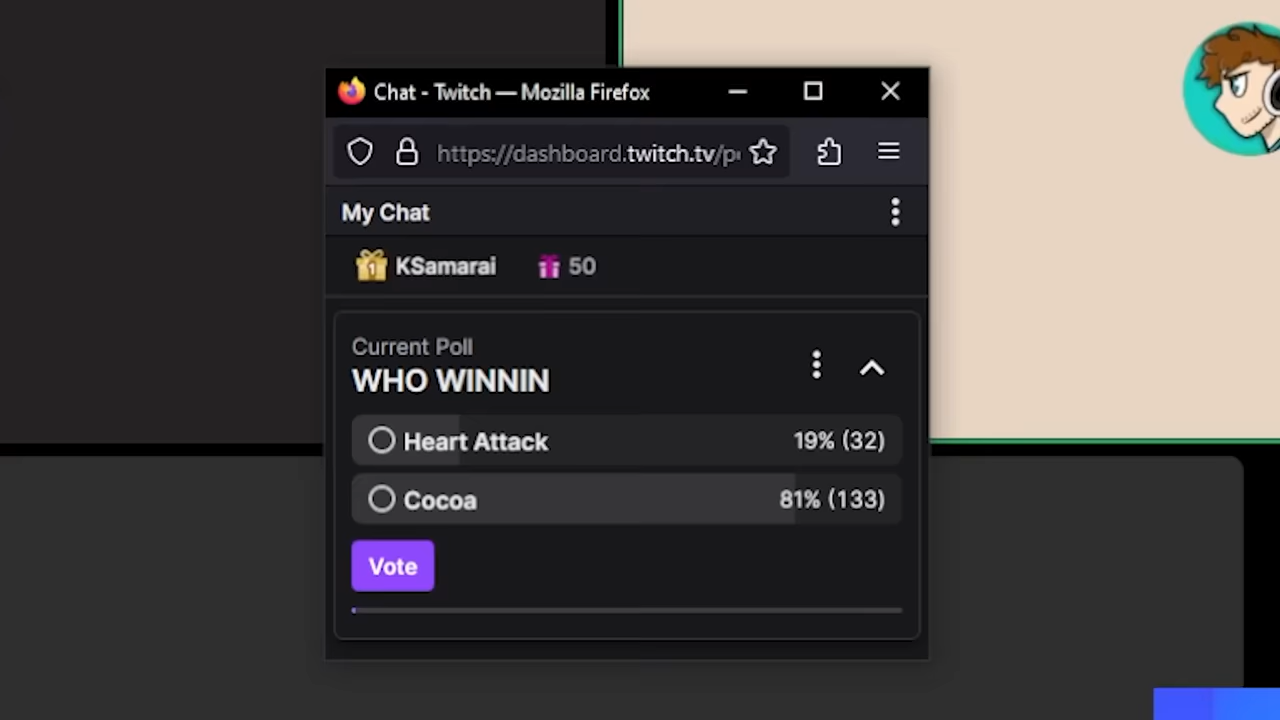 Chat - Twitch — Mozilla Firefox
https://dashboard.twitch.tv/p
My Chat
1 KSamarai 50
Current Poll
WHO WINNIN
Heart Attack 19% (32)
Cocoa 81% (133)
Vote